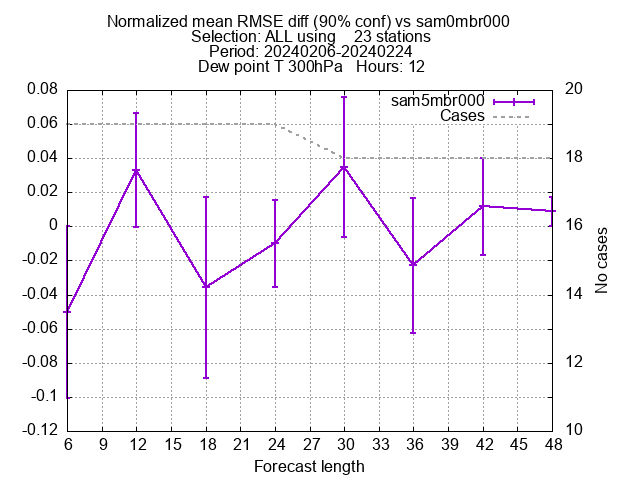 Normalized mean RMSE diff (90% conf) vs sam0mbr000
Selection: ALL using    23 stations
Period: 20240206-20240224
Dew point T 300hPa   Hours: 12
0.08
0.06
0.04
0.02
0
-0.02
-0.04
-0.06
-0.08
-0.1
-0.12
sam5mbr000
Cases
20
18
16
14
12
10
No cases
6 9 12 15 18 21 24 27 30 33 36 39 42 45 48
Forecast length